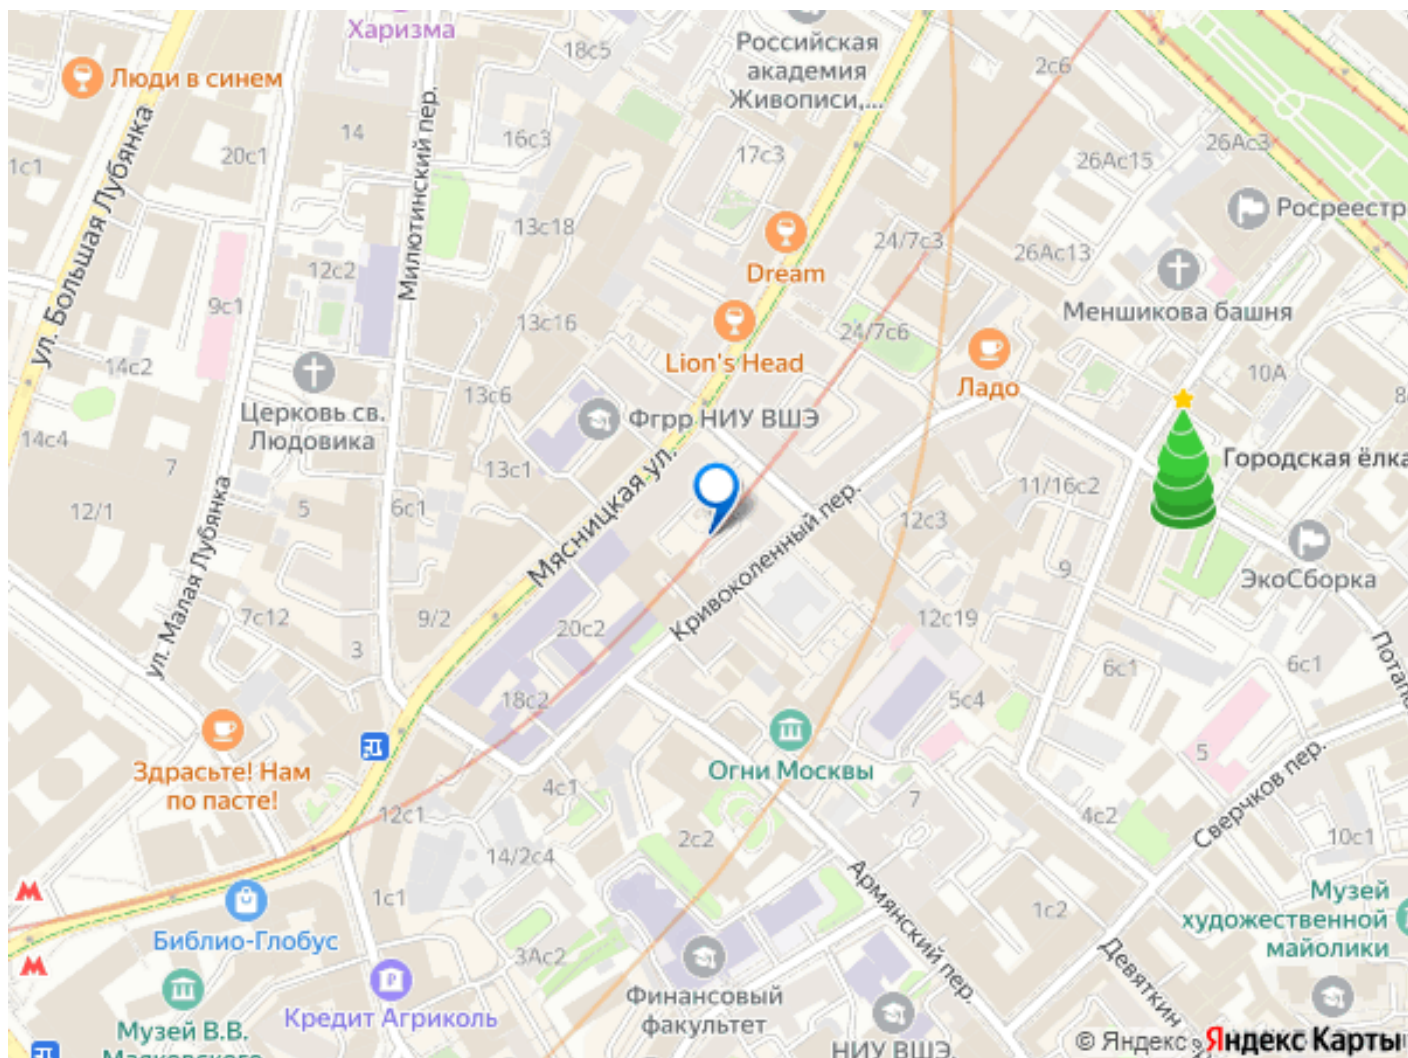 Харизма
18с5
Российская
академия
Живописи,...
2с6
Люди в синем
ул. Большая Лубянка
Милютинский пер.
14
16с3
17с3
26Ас15
26Ас3
1с1
20с1
Росреестр
13с18
Dream
24/7с3
26Ас13
12с2
9с1
Меншикова башня
13с16
Lion's Head
24/7с6
14с2
Ладо
10А
13с6
Церковь св.
Людовика
Фгрр НИУ ВШЭ
14с4
7
13с1
Мясницкая ул.
Городская ёлка
11/16с2
12/1
5
6с1
Кривоколенный пер.
12с3
ул. Малая Лубянка
9
ЭкоСборка
7с12
9/2
20с2
12с19
3
6с1
6с1
Потапо
18с2
5с4
5
Здрасьте! Нам
по пасте!
Огни Москвы
Сверчков пер.
4с1
7
12с1
4с2
2с2
10с1
14/2с4
Армянский пер.
1с1
1с2
Музей
художественной
майолики
Библио-Глобус
3Ас2
Девяткин
Кредит Агриколь
Финансовый
факультет
Музей В.В.
Маяковского
НИУ ВШЭ,
© Яндекс
Яндекс Карты